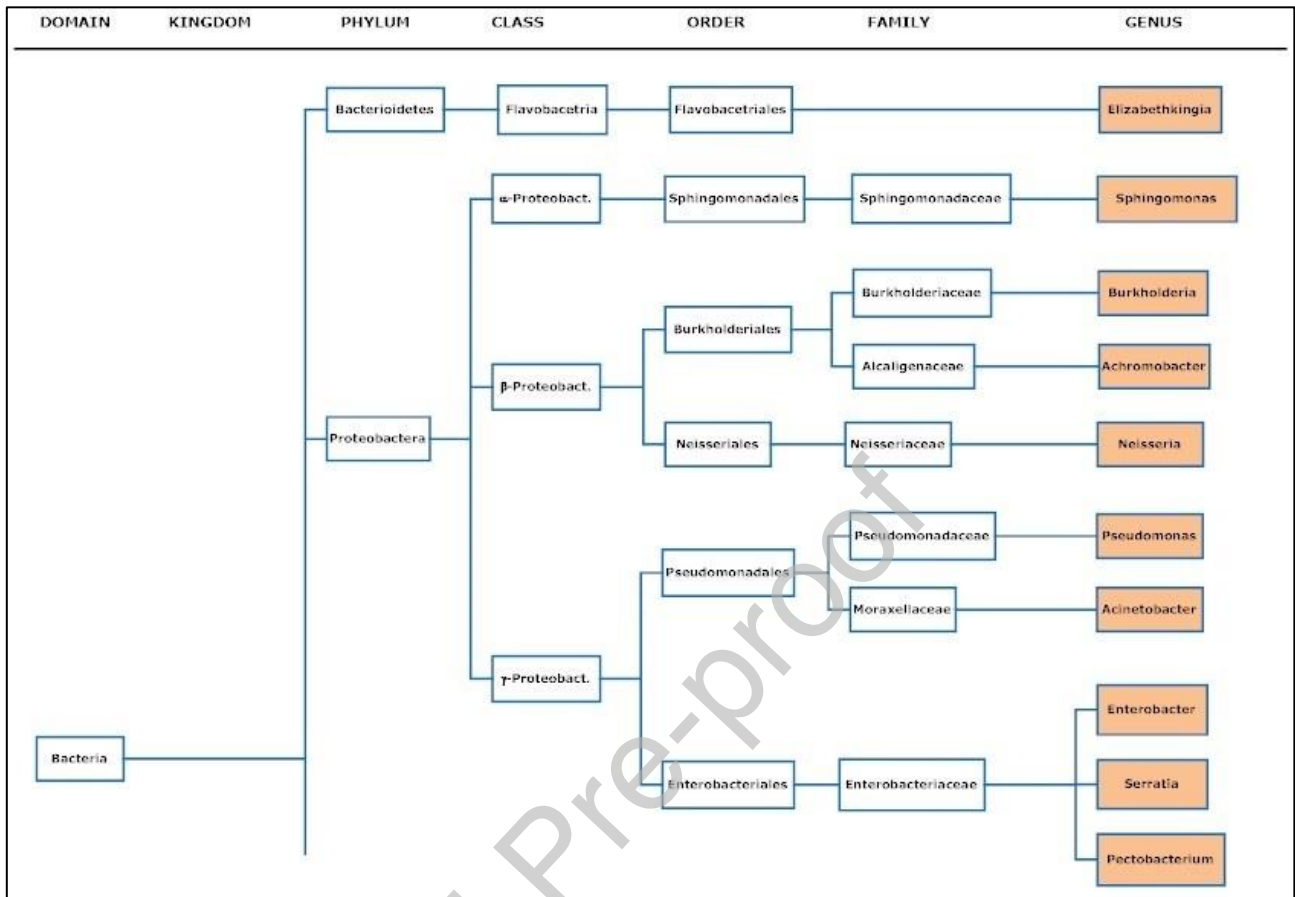 DOMAIN KINGDOM PHYLUM CLASS ORDER FAMILY GENUS
Bacterioidetes Flavobacetria Flavobacetriales Elizabethkingia
α-Proteobact. Sphingomonadales Sphingomonadaceae Sphingomonas
Burkholderiaceae Burkholderia
Burkholderiales
Alcaligenaceae Achromobacter
β-Proteobact.
Proteobactera Neisseriales Neisseriaceae Neisseria
Pseudomonadaceae Pseudomonas
Pseudomonadales
Moraxellaceae Acinetobacter
γ-Proteobact.
Enterobacter
Bacteria
Enterobacteriales Enterobacteriaceae Serratia
Pectobacterium
Pre-proof